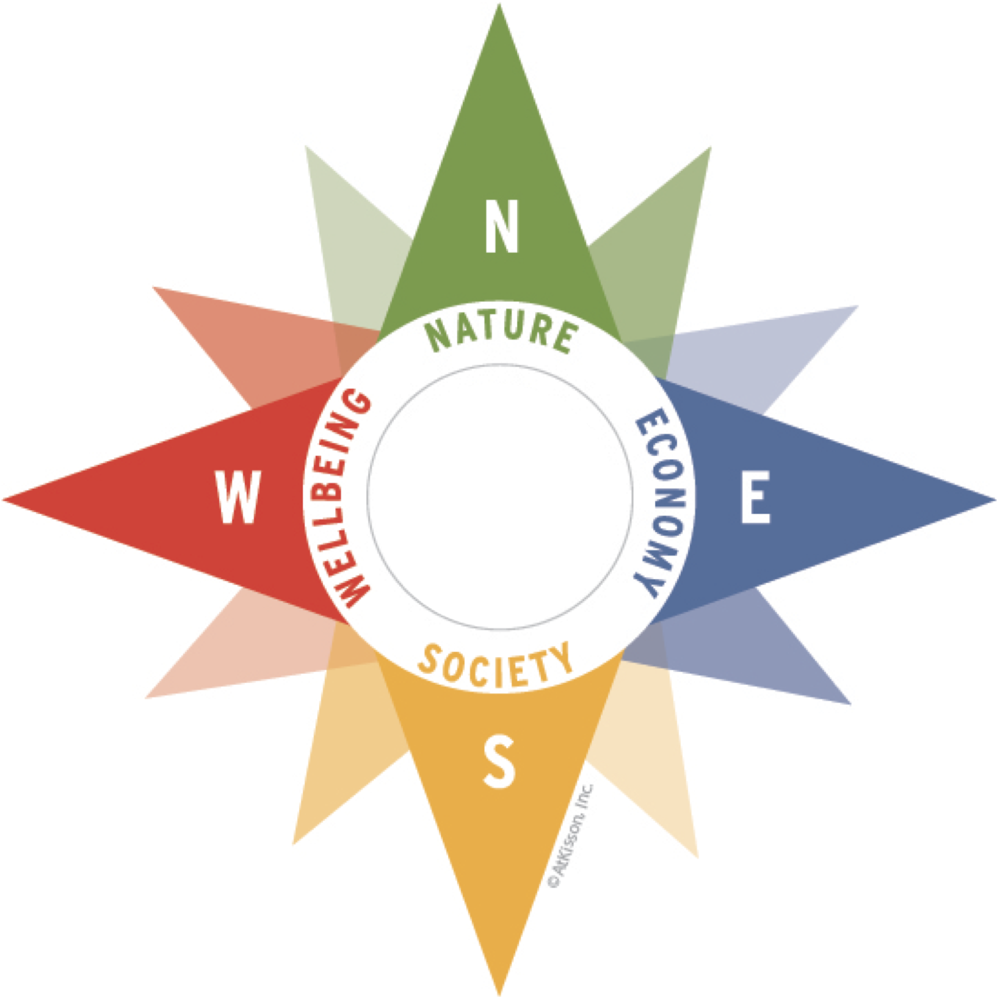 N
NATURE
W
WELLBEING
ECONOMY
E
SOCIETY
S
© AtKisson, Inc.